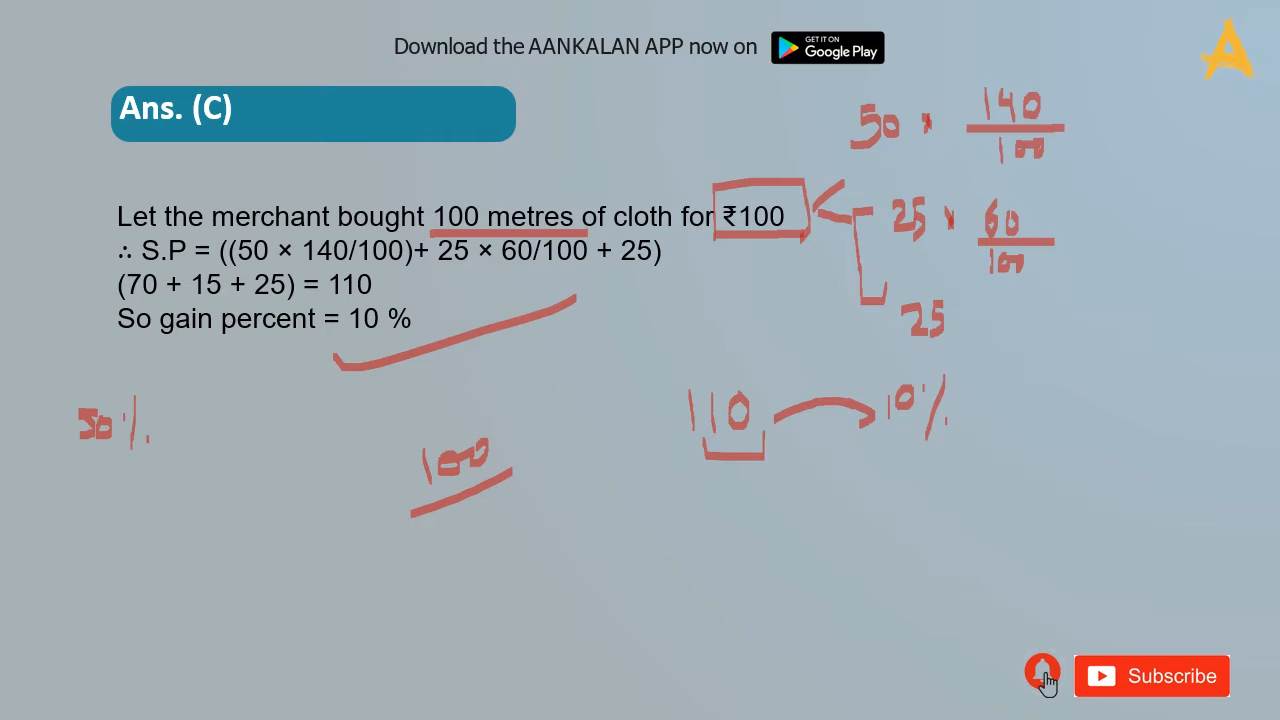 Download the AANKALAN APP now on
GET IT ON
Google Play
A
Ans. (C)
50 × 140/100
Let the merchant bought 100 metres of cloth for ₹100
25 × 60/100
∴ S.P = ((50 × 140/100)+ 25 × 60/100 + 25)
(70 + 15 + 25) = 110
25
So gain percent = 10 %
50%.
100
110
10%.
Subscribe